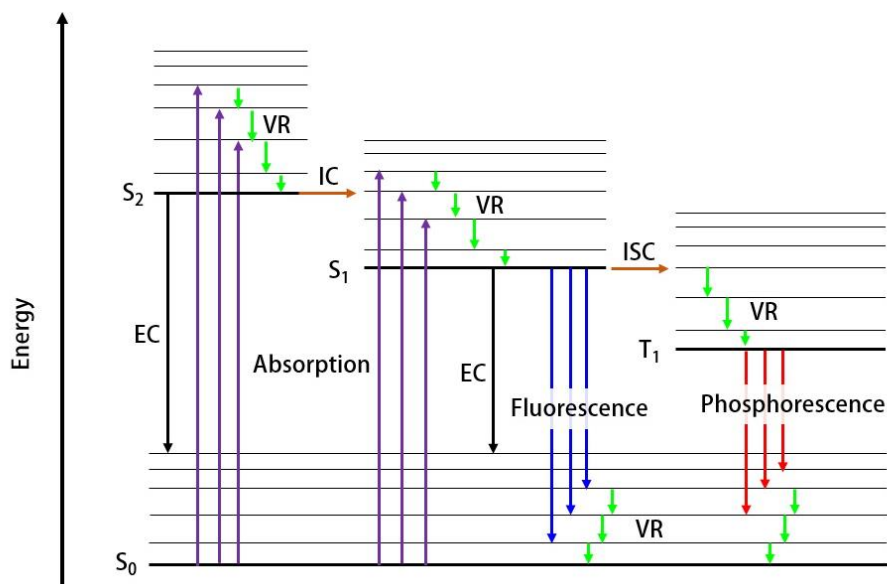 VR
IC
S2
VR
ISC
S1
EC
VR
Energy
T1
Absorption
EC
Fluorescence
Phosphorescence
VR
S0